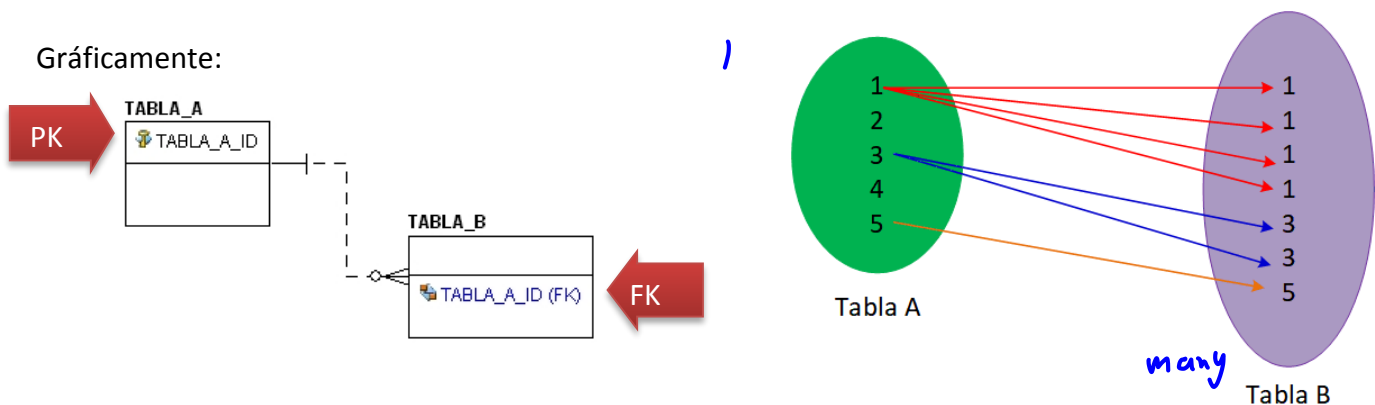 Gráficamente:
PK
TABLA_A
TABLA_A_ID
TABLA_B
TABLA_A_ID (FK)
FK
1
1
2
3
4
5
Tabla A
1
1
1
1
3
3
5
many
Tabla B